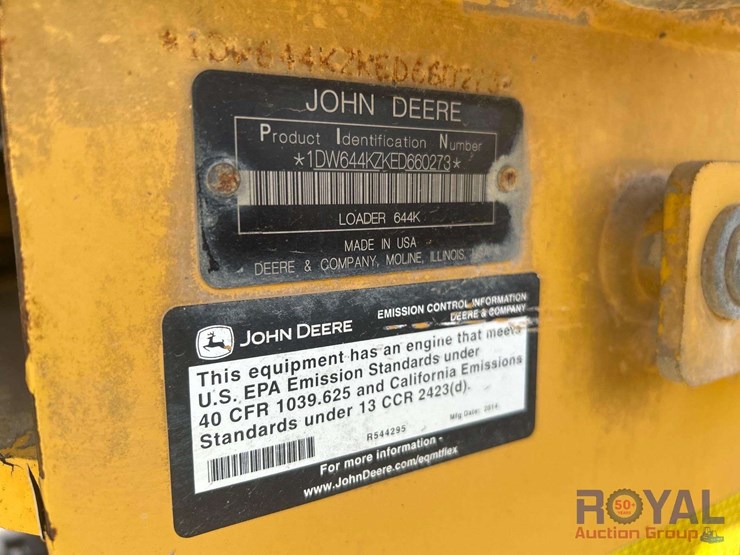 *1DW644KZKED660273*
JOHN DEERE
Product Identification Number
*1DW644KZKED660273*
LOADER 644K
MADE IN USA
DEERE & COMPANY, MOLINE, ILLINOIS,
JOHN DEERE
EMISSION CONTROL INFORMATION
DEERE & COMPANY
This equipment has an engine that meets
U.S. EPA Emission Standards under
40 CFR 1039.625 and California Emissions
Standards under 13 CCR 2423(d).
R544295
Mfg Date: 2014
For more information -
www.JohnDeere.com/eqmtflex
ROYAL
50+
YEARS
Auction Group